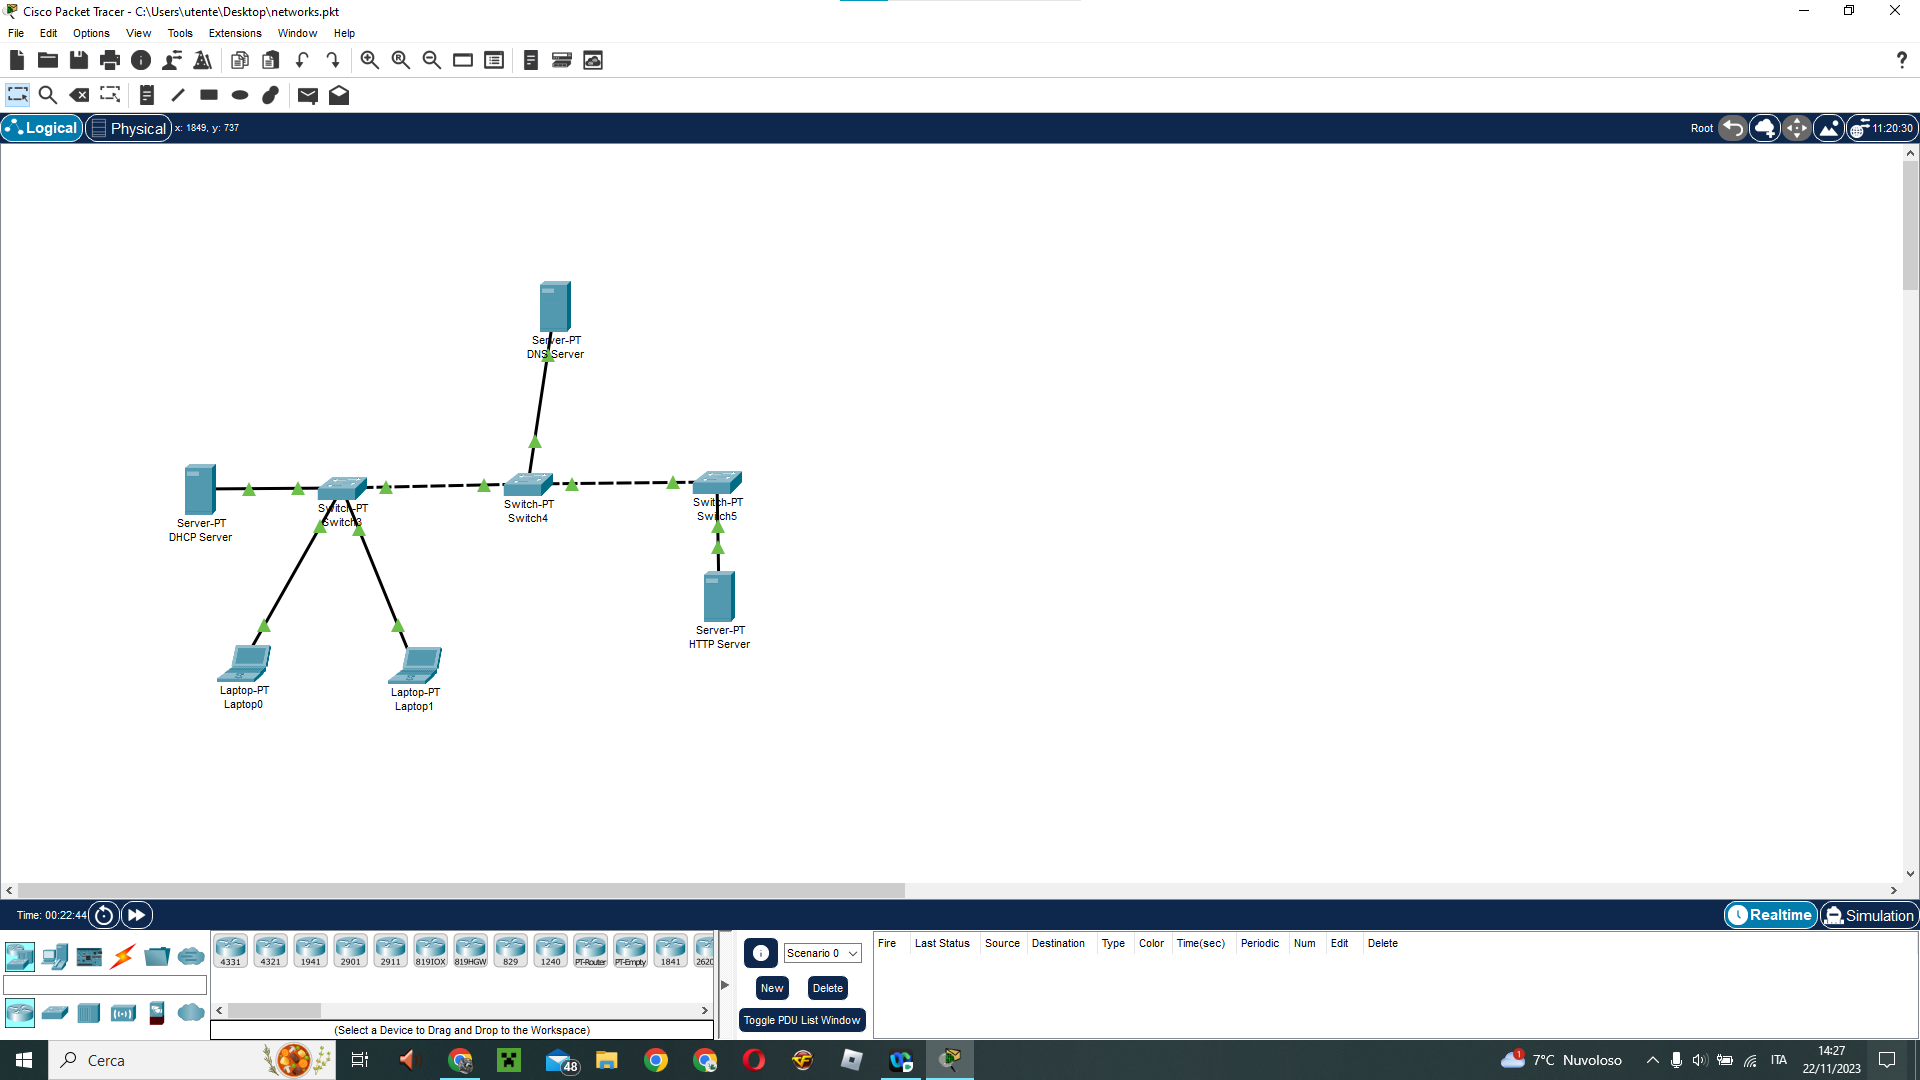 Cisco Packet Tracer - C:\Users\utente\Desktop\networks.pkt
File Edit Options View Tools Extensions Window Help
Logical Physical x: 1849, y: 737 Root 11:20:30
Server-PT
DNS Server
Server-PT
DHCP Server
Switch-PT
Switch3
Switch-PT
Switch4
Switch-PT
Switch5
Server-PT
HTTP Server
Laptop-PT
Laptop0
Laptop-PT
Laptop1
Time: 00:22:44 Realtime Simulation
4331 4321 1941 2901 2911 819IOX 819HGW 829 1240 PT-Router PT-Empty 1841 2620
(Select a Device to Drag and Drop to the Workspace)
Scenario 0
New Delete
Toggle PDU List Window
Fire Last Status Source Destination Type Color Time(sec) Periodic Num Edit Delete
Cerca 48 1 7°C Nuvoloso ITA 14:27
22/11/2023